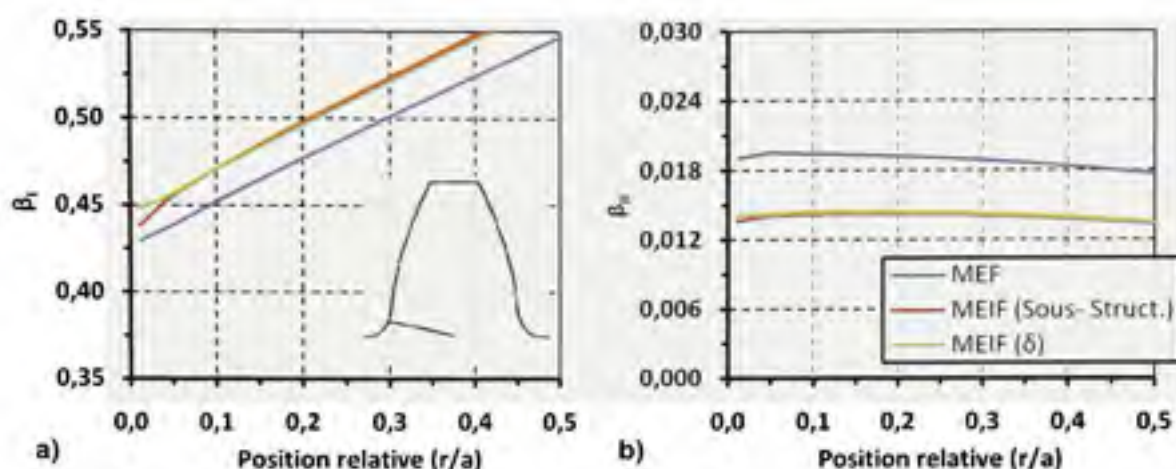 0,55
0,50
0,45
0,40
0,35
βI
0,0 0,1 0,2 0,3 0,4 0,5
a) Position relative (r/a)
0,030
0,024
0,018
0,012
0,006
0,000
βII
MEF
MEIF (Sous- Struct.)
MEIF (δ)
0,0 0,1 0,2 0,3 0,4 0,5
b) Position relative (r/a)